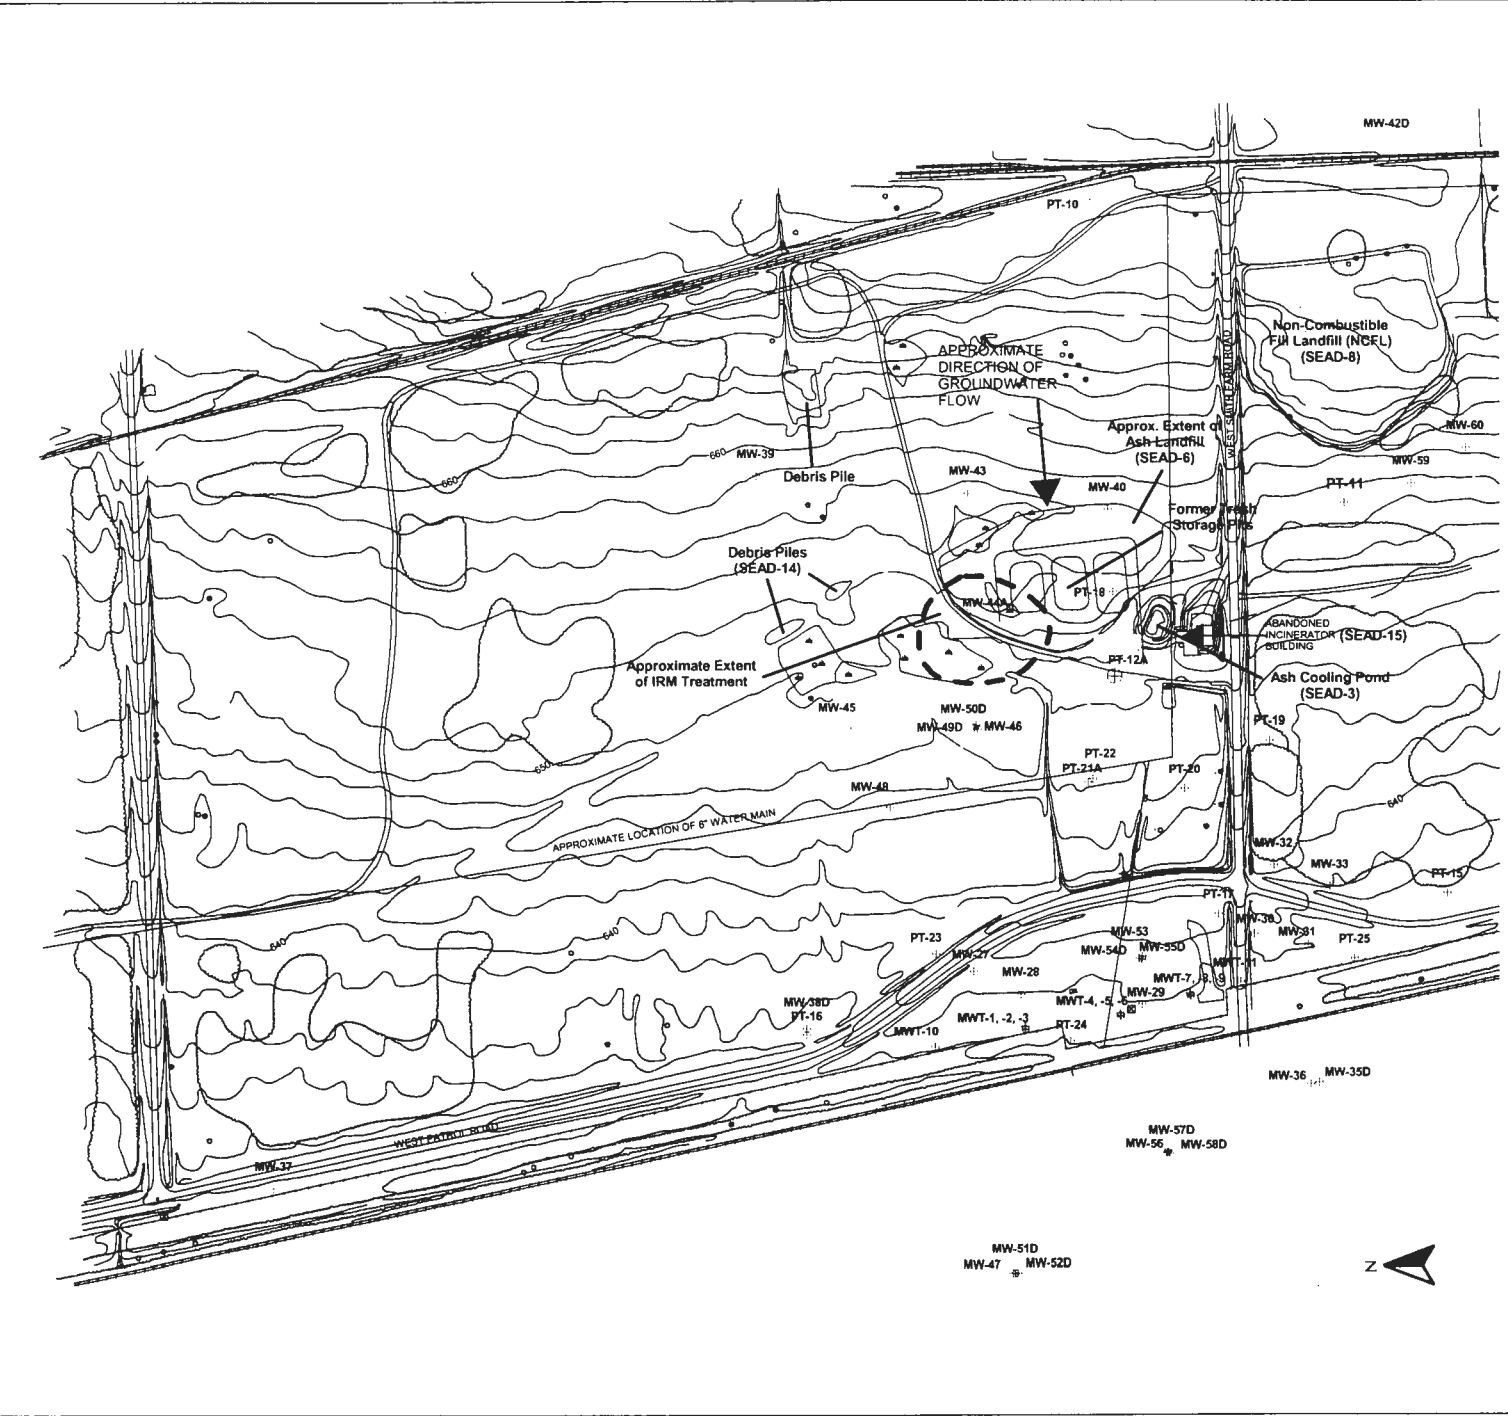 MW-42D
PT-10
Non-Combustible
Fill Landfill (NCFL)
(SEAD-8)
APPROXIMATE
DIRECTION OF
GROUNDWATER
FLOW
WEST SMITH FARM ROAD
Approx. Extent of
Ash Landfill
(SEAD-6)
MW-60
MW-59
PT-11
660
MW-39
660
Debris Pile
MW-43
MW-40
Former Trash
Storage Pits
Debris Piles
(SEAD-14)
PT-18
MW-44A
ABANDONED
INCINERATOR (SEAD-15)
BUILDING
PT-12A
Approximate Extent
of IRM Treatment
Ash Cooling Pond
(SEAD-3)
MW-45
MW-50D
MW-49D
MW-46
PT-19
PT-22
PT-21A
PT-20
650
MW-48
640
APPROXIMATE LOCATION OF 6" WATER MAIN
MW-32
MW-33
PT-15
PT-17
MW-30
MW-31
PT-25
640
640
PT-23
MW-53
MW-54D
MW-55D
MW-27
MW-28
MWT-11
MWT-7, -8, -9
MW-29
MWT-4, -5, -6
MW-38D
PT-16
MWT-10
MWT-1, -2, -3
PT-24
MW-36
MW-35D
WEST PATROL ROAD
MW-37
MW-57D
MW-56
MW-58D
MW-51D
MW-47
MW-52D
N